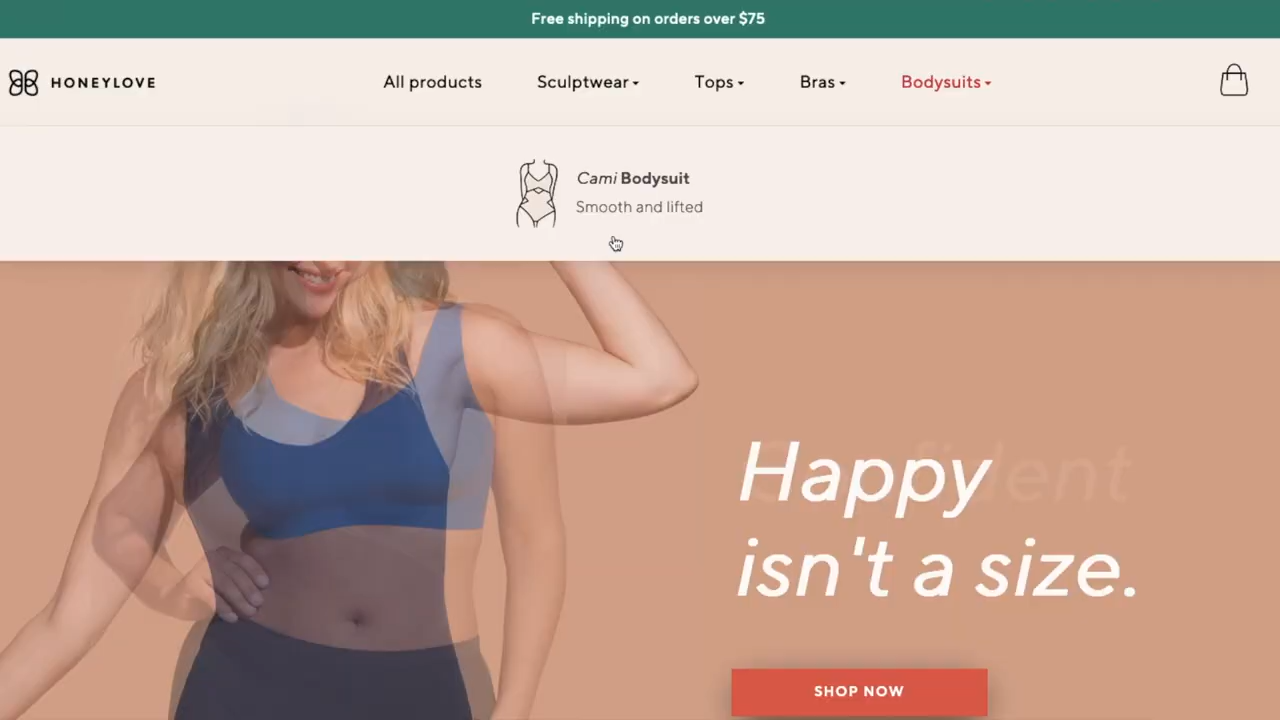 Free shipping on orders over $75
HONEYLOVE
All products
Sculptwear
Tops
Bras
Bodysuits
Cami Bodysuit
Smooth and lifted
Happy
isn't a size.
SHOP NOW